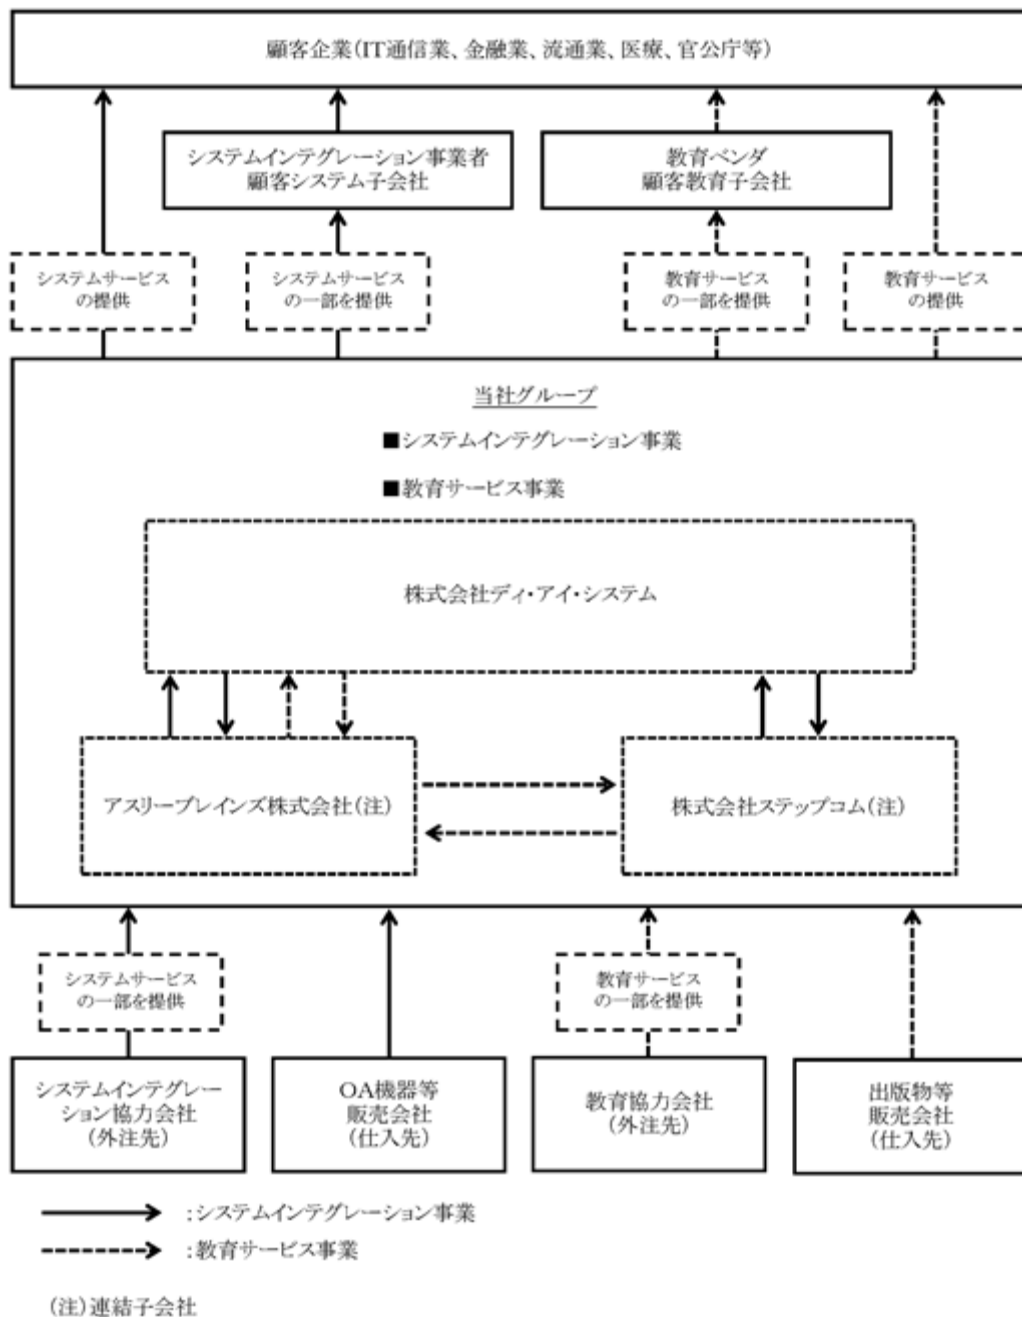 顧客企業(IT通信業、金融業、流通業、医療、官公庁等)
システムインテグレーション事業者
顧客システム子会社
教育ベンダ
顧客教育子会社
システムサービス
の提供
システムサービス
の一部を提供
教育サービス
の一部を提供
教育サービス
の提供
当社グループ
■システムインテグレーション事業
■教育サービス事業
株式会社ディ・アイ・システム
アスリーブレインズ株式会社(注)
株式会社ステップコム(注)
システムサービス
の一部を提供
教育サービス
の一部を提供
システムインテグレー
ション協力会社
(外注先)
OA機器等
販売会社
(仕入先)
教育協力会社
(外注先)
出版物等
販売会社
(仕入先)
:システムインテグレーション事業
:教育サービス事業
(注)連結子会社